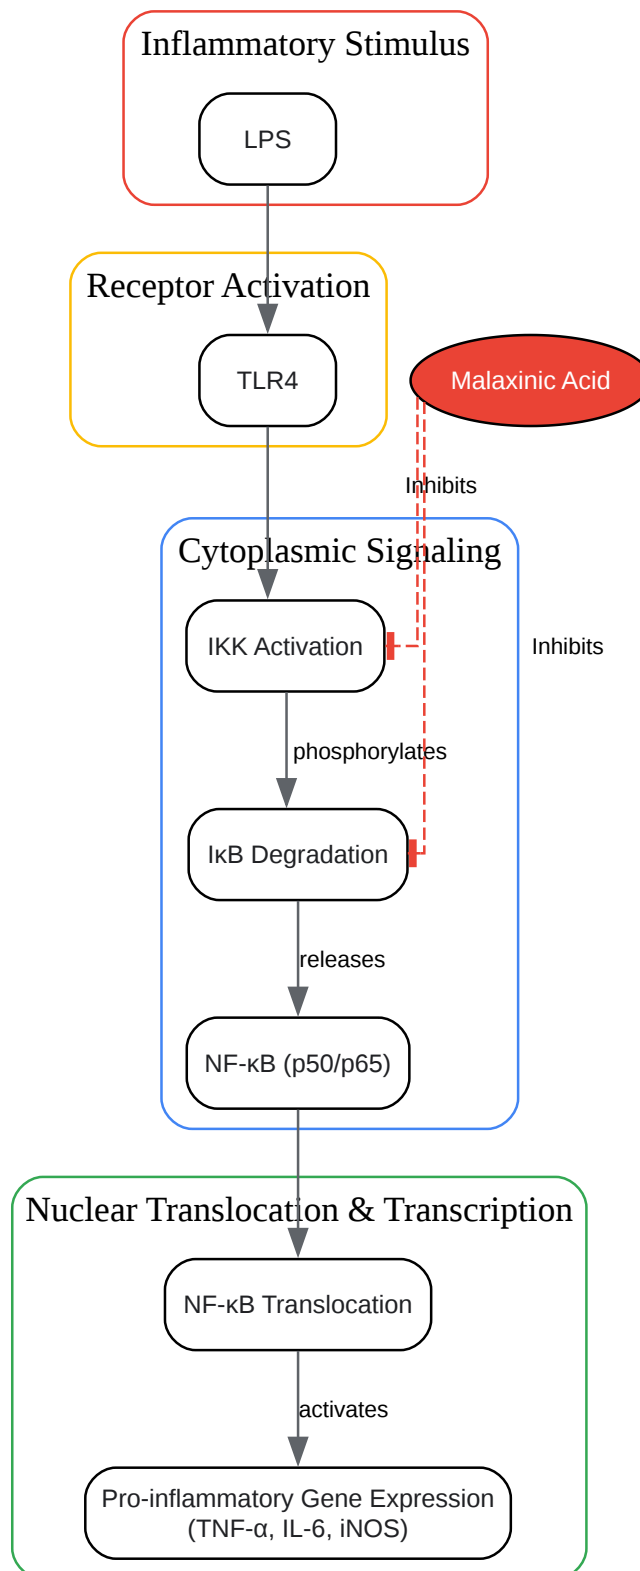 Inflammatory Stimulus
LPS
Receptor Activation
TLR4
Malaxinic Acid
Inhibits
Cytoplasmic Signaling
IKK Activation
Inhibits
phosphorylates
IκB Degradation
releases
NF-κB (p50/p65)
Nuclear Translocation & Transcription
NF-κB Translocation
activates
Pro-inflammatory Gene Expression
(TNF-α, IL-6, iNOS)